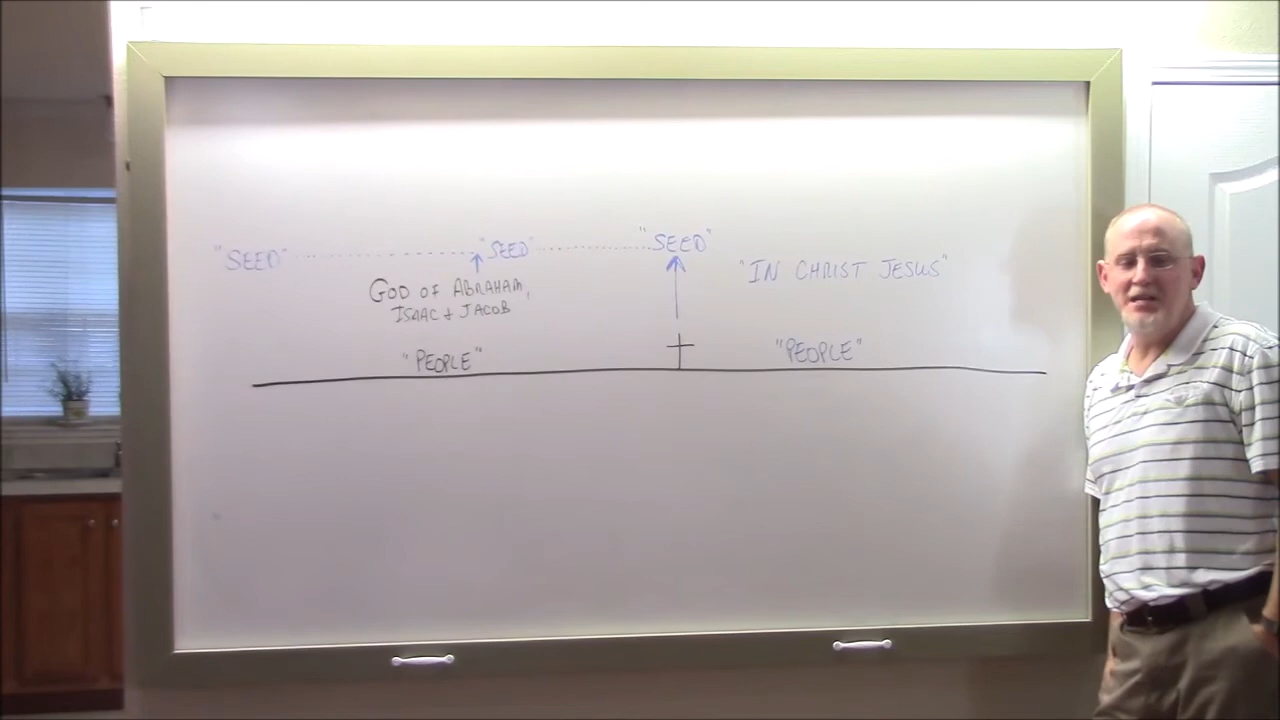 "SEED" "SEED" "SEED"
"IN CHRIST JESUS"
GOD OF ABRAHAM,
ISAAC & JACOB
"PEOPLE" "PEOPLE"